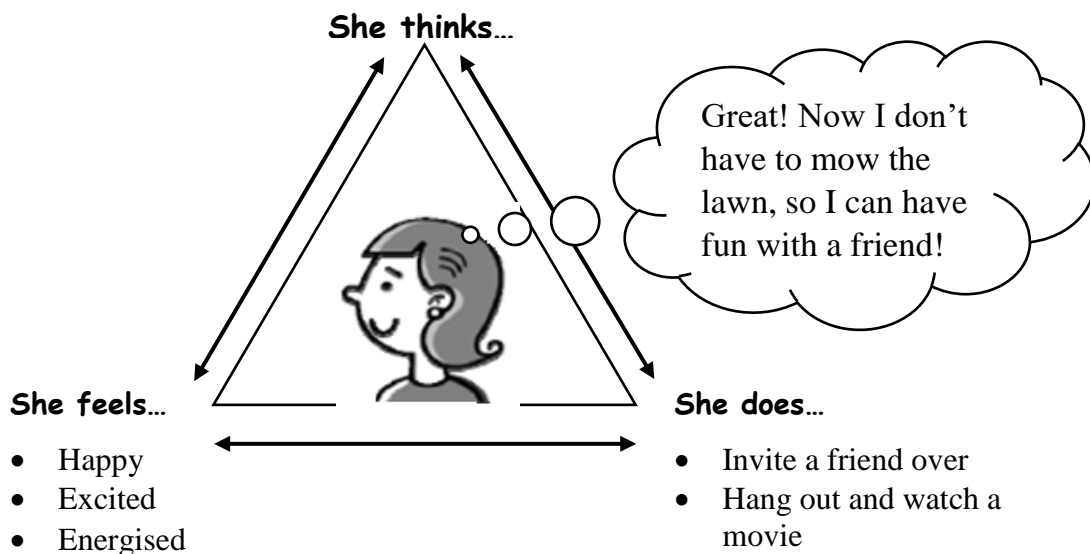 She thinks...
Great! Now I don't
have to mow the
lawn, so I can have
fun with a friend!
She feels...
• Happy
• Excited
• Energised
She does...
• Invite a friend over
• Hang out and watch a
movie